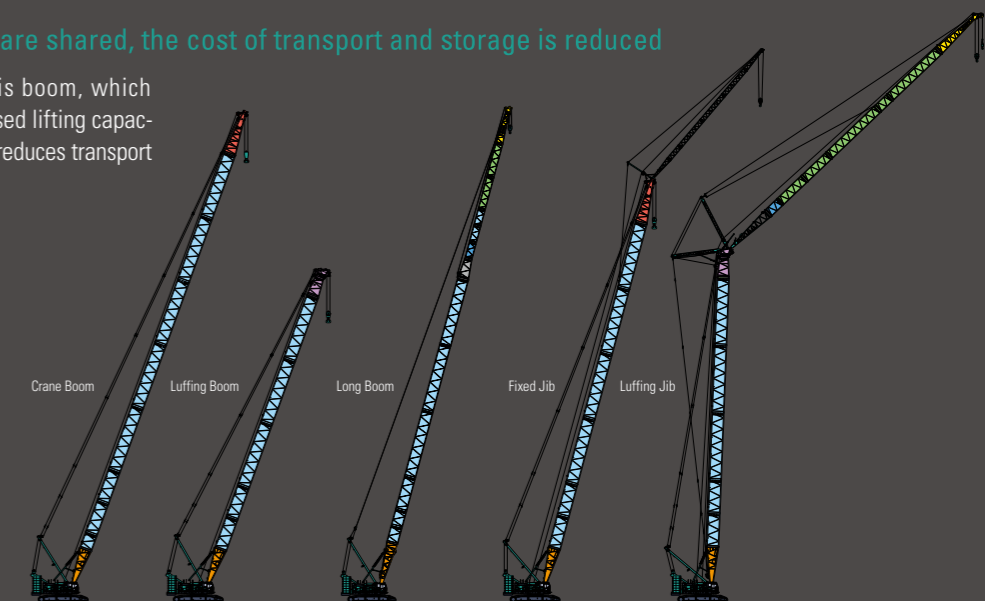 are shared, the cost of transport and storage is reduced
is boom, which
sed lifting capac-
reduces transport
Crane Boom
Luffing Boom
Long Boom
Fixed Jib
Luffing Jib